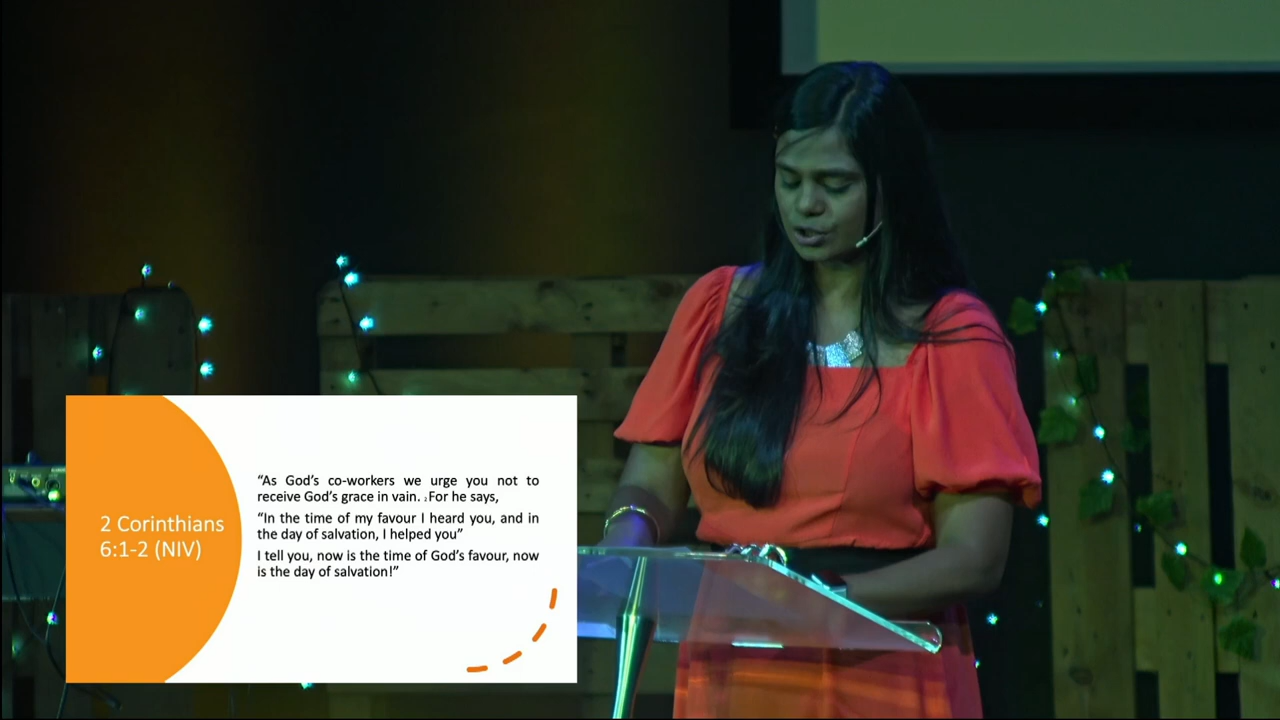 2 Corinthians
6:1-2 (NIV)
“As God’s co-workers we urge you not to
receive God’s grace in vain. 2For he says,
“In the time of my favour I heard you, and in
the day of salvation, I helped you”
I tell you, now is the time of God’s favour, now
is the day of salvation!”